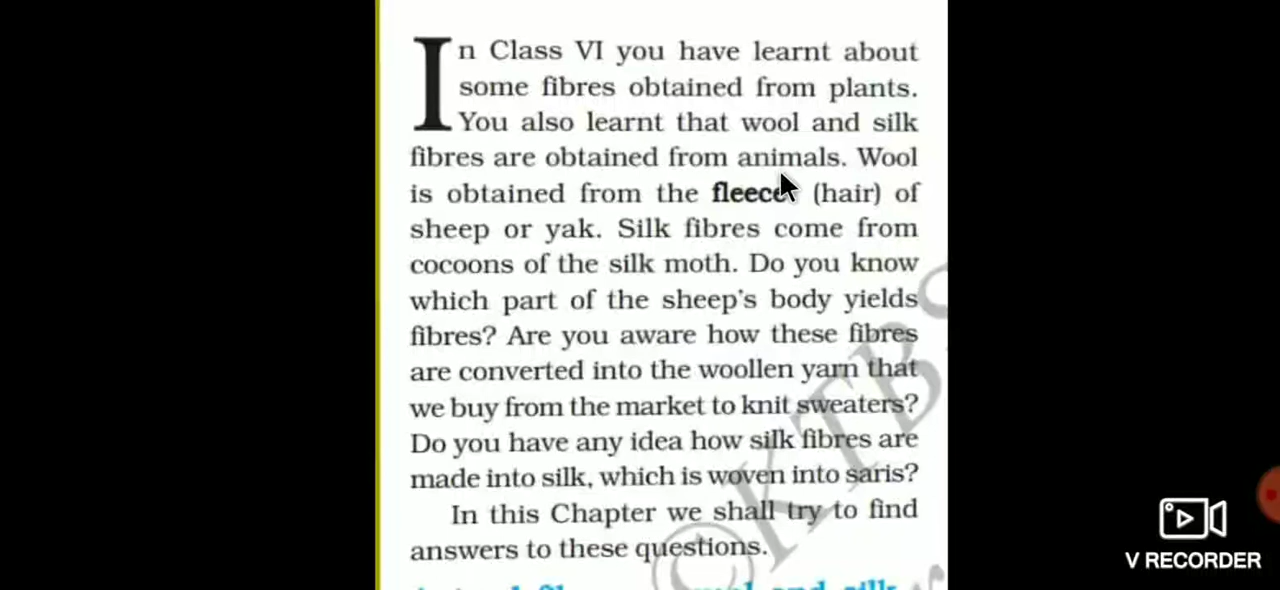 In Class VI you have learnt about
some fibres obtained from plants.
You also learnt that wool and silk
fibres are obtained from animals. Wool
is obtained from the fleece (hair) of
sheep or yak. Silk fibres come from
cocoons of the silk moth. Do you know
which part of the sheep's body yields
fibres? Are you aware how these fibres
are converted into the woollen yarn that
we buy from the market to knit sweaters?
Do you have any idea how silk fibres are
made into silk, which is woven into saris?
In this Chapter we shall try to find
answers to these questions.
and silk
©KTBS
V RECORDER